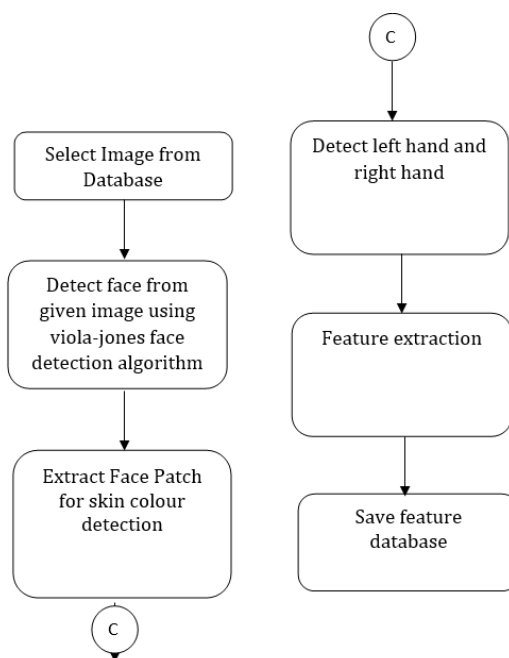 Select Image from
Database
Detect face from
given image using
viola-jones face
detection algorithm
Extract Face Patch
for skin colour
detection
C
C
Detect left hand and
right hand
Feature extraction
Save feature
database